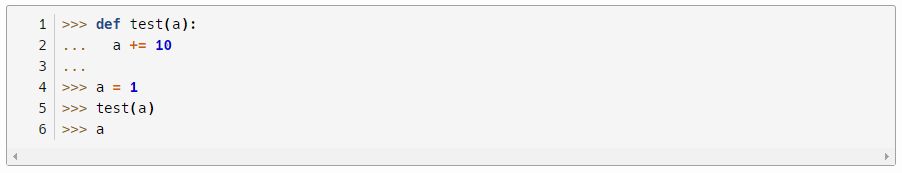 1 >>> def test(a):
2 ...   a += 10
3 ...
4 >>> a = 1
5 >>> test(a)
6 >>> a